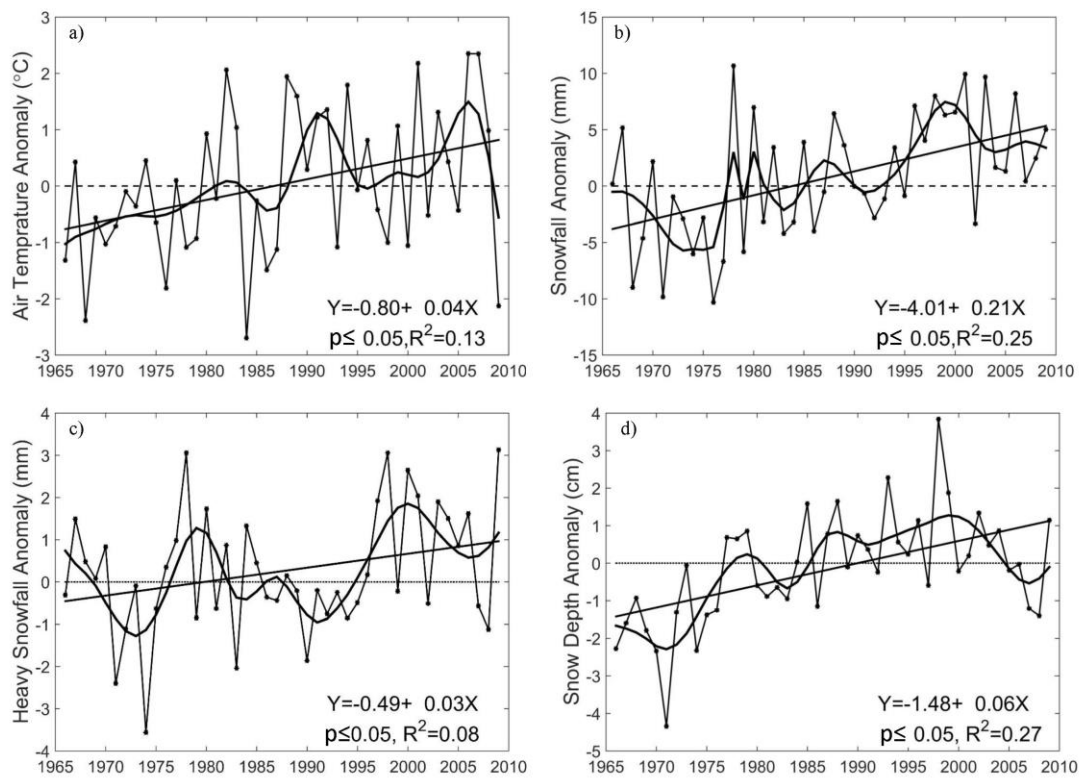 a)
Air Temprature Anomaly (°C)
3
2
1
0
-1
-2
-3
Y=-0.80+ 0.04X
p≤ 0.05,R²=0.13
1965 1970 1975 1980 1985 1990 1995 2000 2005 2010
b)
Snowfall Anomaly (mm)
15
10
5
0
-5
-10
-15
Y=-4.01+ 0.21X
p≤ 0.05,R²=0.25
1965 1970 1975 1980 1985 1990 1995 2000 2005 2010
c)
Heavy Snowfall Anomaly (mm)
4
3
2
1
0
-1
-2
-3
-4
Y=-0.49+ 0.03X
p≤0.05, R²=0.08
1965 1970 1975 1980 1985 1990 1995 2000 2005 2010
d)
Snow Depth Anomaly (cm)
4
3
2
1
0
-1
-2
-3
-4
-5
Y=-1.48+ 0.06X
p≤ 0.05, R²=0.27
1965 1970 1975 1980 1985 1990 1995 2000 2005 2010